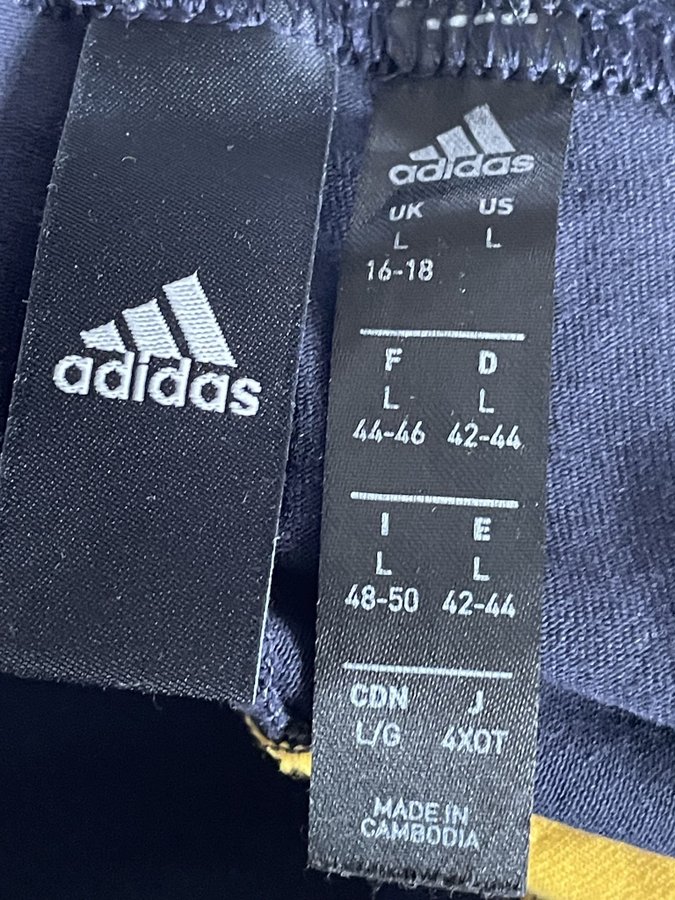 adidas
adidas
UK US
L L
16-18
F D
L L
44-46 42-44
I E
L L
48-50 42-44
CDN J
L/G 4XOT
MADE IN
CAMBODIA